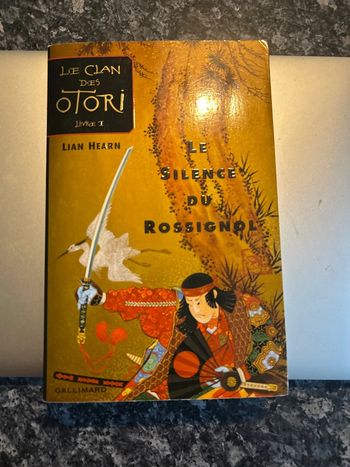 LE CLAN
DES
OTORI
LIVRE I
LIAN HEARN
LE
SILENCE
DU
ROSSIGNOL
GALLIMARD